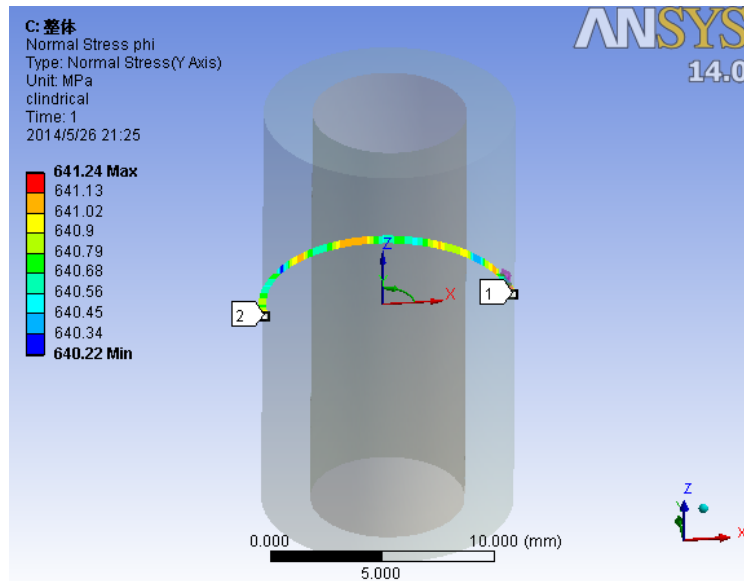 C: 整体
Normal Stress phi
Type: Normal Stress(Y Axis)
Unit: MPa
clindrical
Time: 1
2014/5/26 21:25
ANSYS
14.0
641.24 Max
641.13
641.02
640.9
640.79
640.68
640.56
640.45
640.34
640.22 Min
Z
X
1
2
0.000
10.000 (mm)
5.000
Z
X